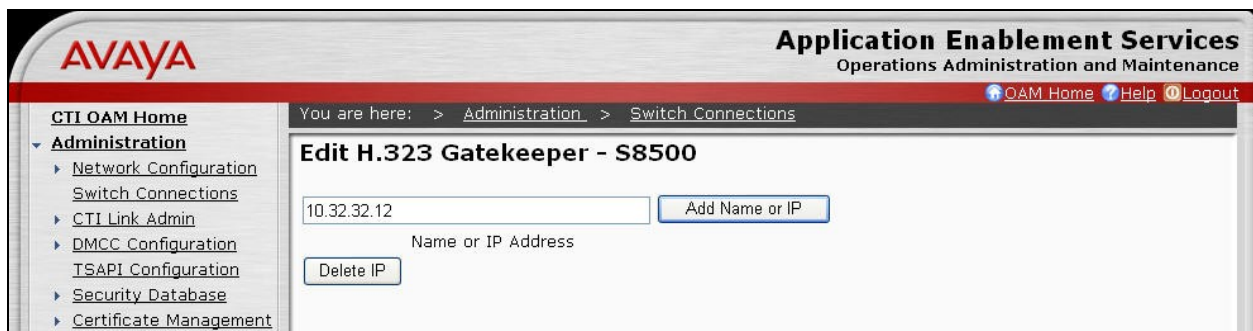 AVAYA
Application Enablement Services
Operations Administration and Maintenance
OAM Home Help Logout
CTI OAM Home
You are here: > Administration > Switch Connections
Administration
Network Configuration
Switch Connections
CTI Link Admin
DMCC Configuration
TSAPI Configuration
Security Database
Certificate Management
Edit H.323 Gatekeeper - S8500
10.32.32.12 Add Name or IP
Name or IP Address
Delete IP